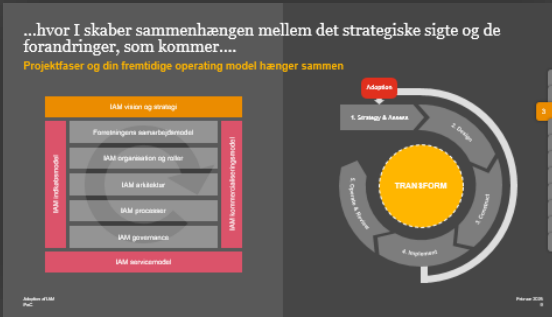 ...hvor I skaber sammenhængen mellem det strategiske sigte og de
forandringer, som kommer....
Projektfaser og din fremtidige operating model hænger sammen
IAM vision og strategi
IAM indkøbsmodel
Forretningens samarbejdsmodel
IAM organisation og roller
IAM arkitektur
IAM processer
IAM governance
IAM kommercialiseringsmodel
IAM servicemodel
Adoption
1. Strategy & Assess
2. Design
3. Construct
4. Implement
5. Operate & Review
TRANSFORM
3
Adoption of IAM
PwC
Februar